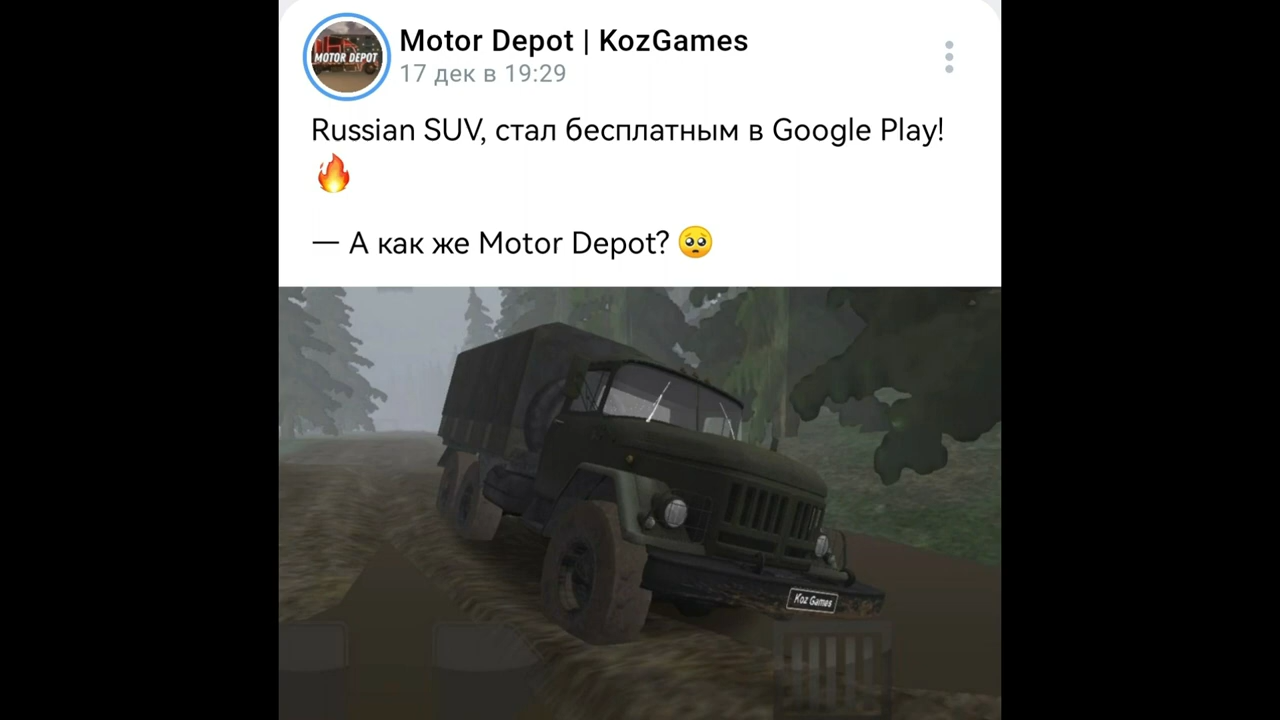 MOTOR DEPOT
Motor Depot | KozGames
17 дек в 19:29
Russian SUV, стал бесплатным в Google Play!
🔥
— А как же Motor Depot? 🥺
Koz Games